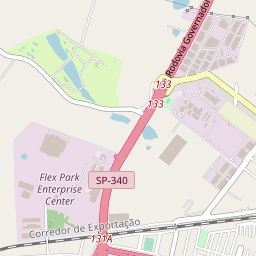 Rodovia Governador
133
133
SP-340
Flex Park
Enterprise
Center
Corredor de Exportação
131A